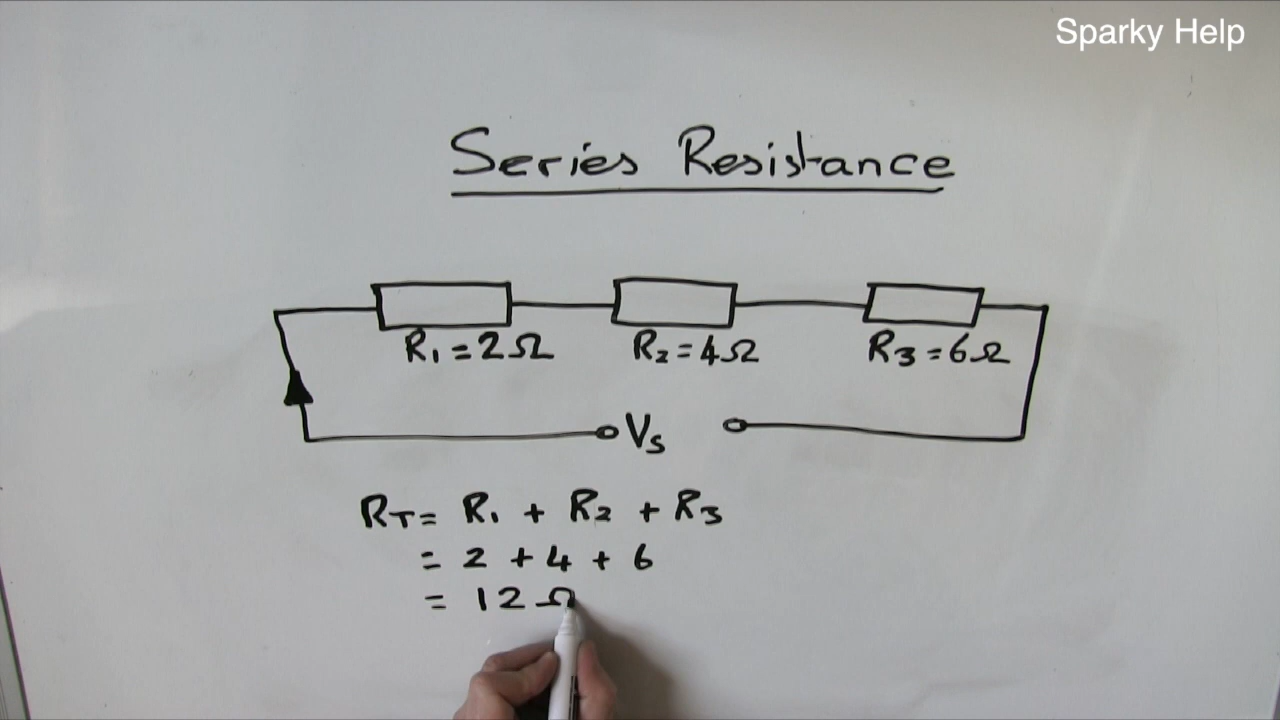 Sparky Help
Series Resistance
R₁ = 2Ω
R₂ = 4Ω
R₃ = 6Ω
Vs
RT = R₁ + R₂ + R₃
= 2 + 4 + 6
= 12 Ω